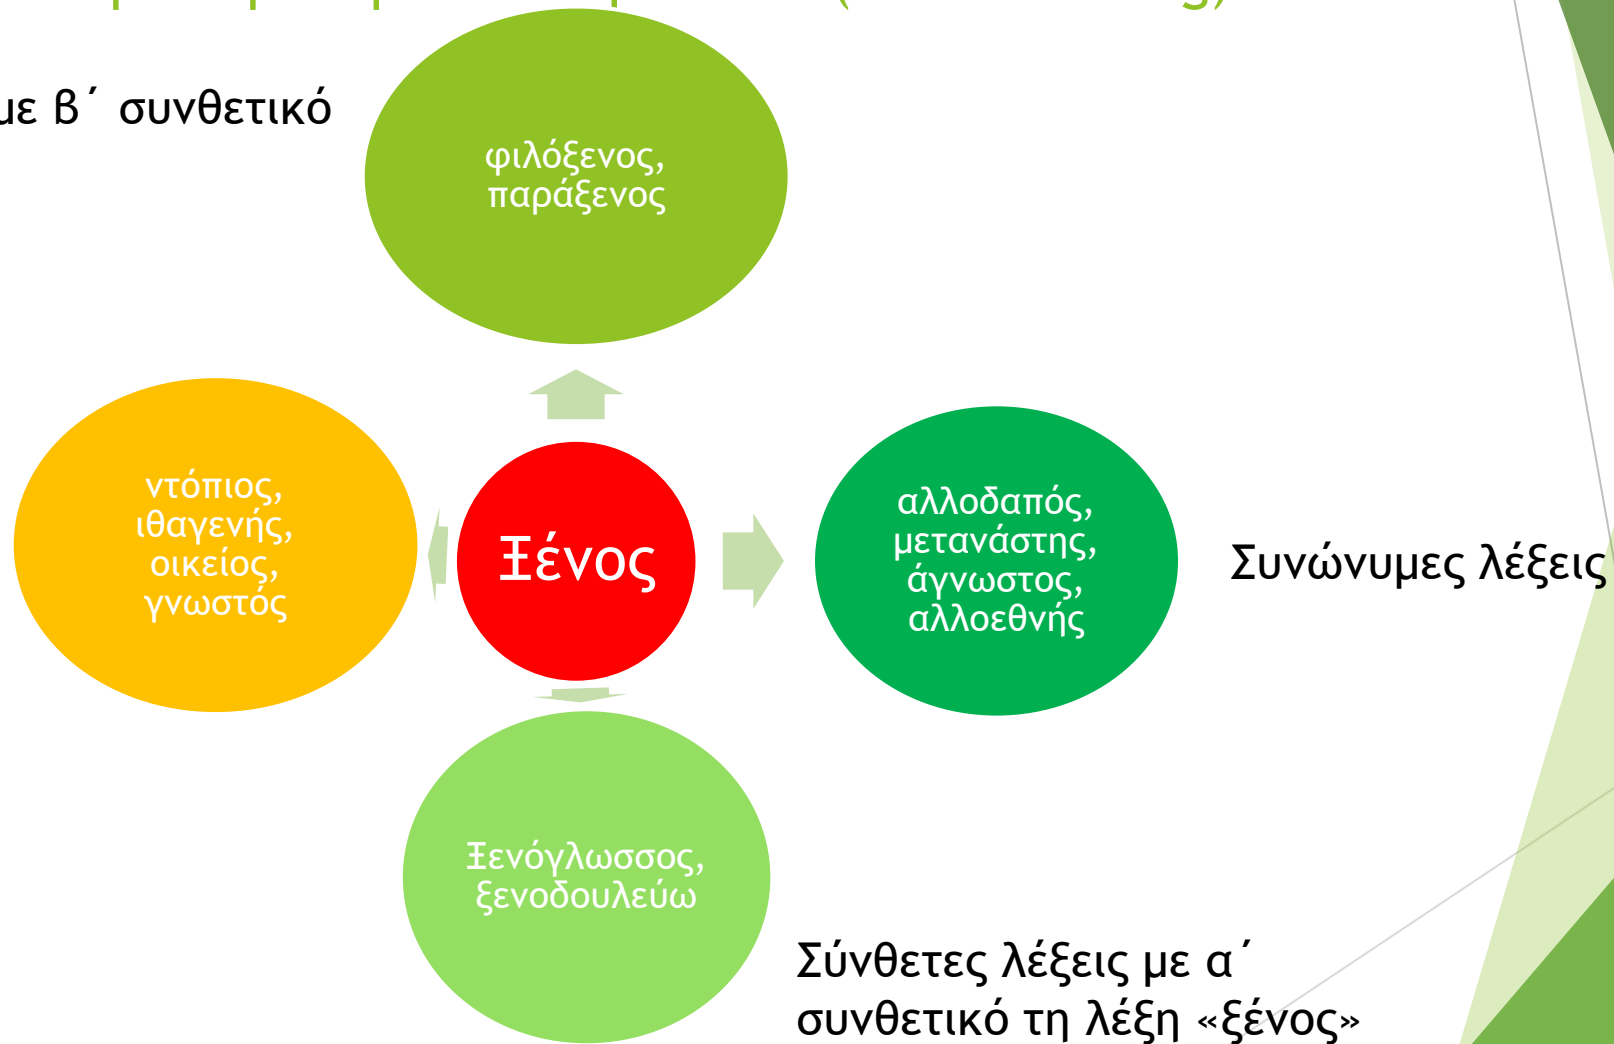 με β΄ συνθετικό
φιλόξενος,
παράξενος
ντόπιος,
ιθαγενής,
οικείος,
γνωστός
Ξένος
αλλοδαπός,
μετανάστης,
άγνωστος,
αλλοεθνής
Συνώνυμες λέξεις
Ξενόγλωσσος,
ξενοδουλεύω
Σύνθετες λέξεις με α΄
συνθετικό τη λέξη «ξένος»